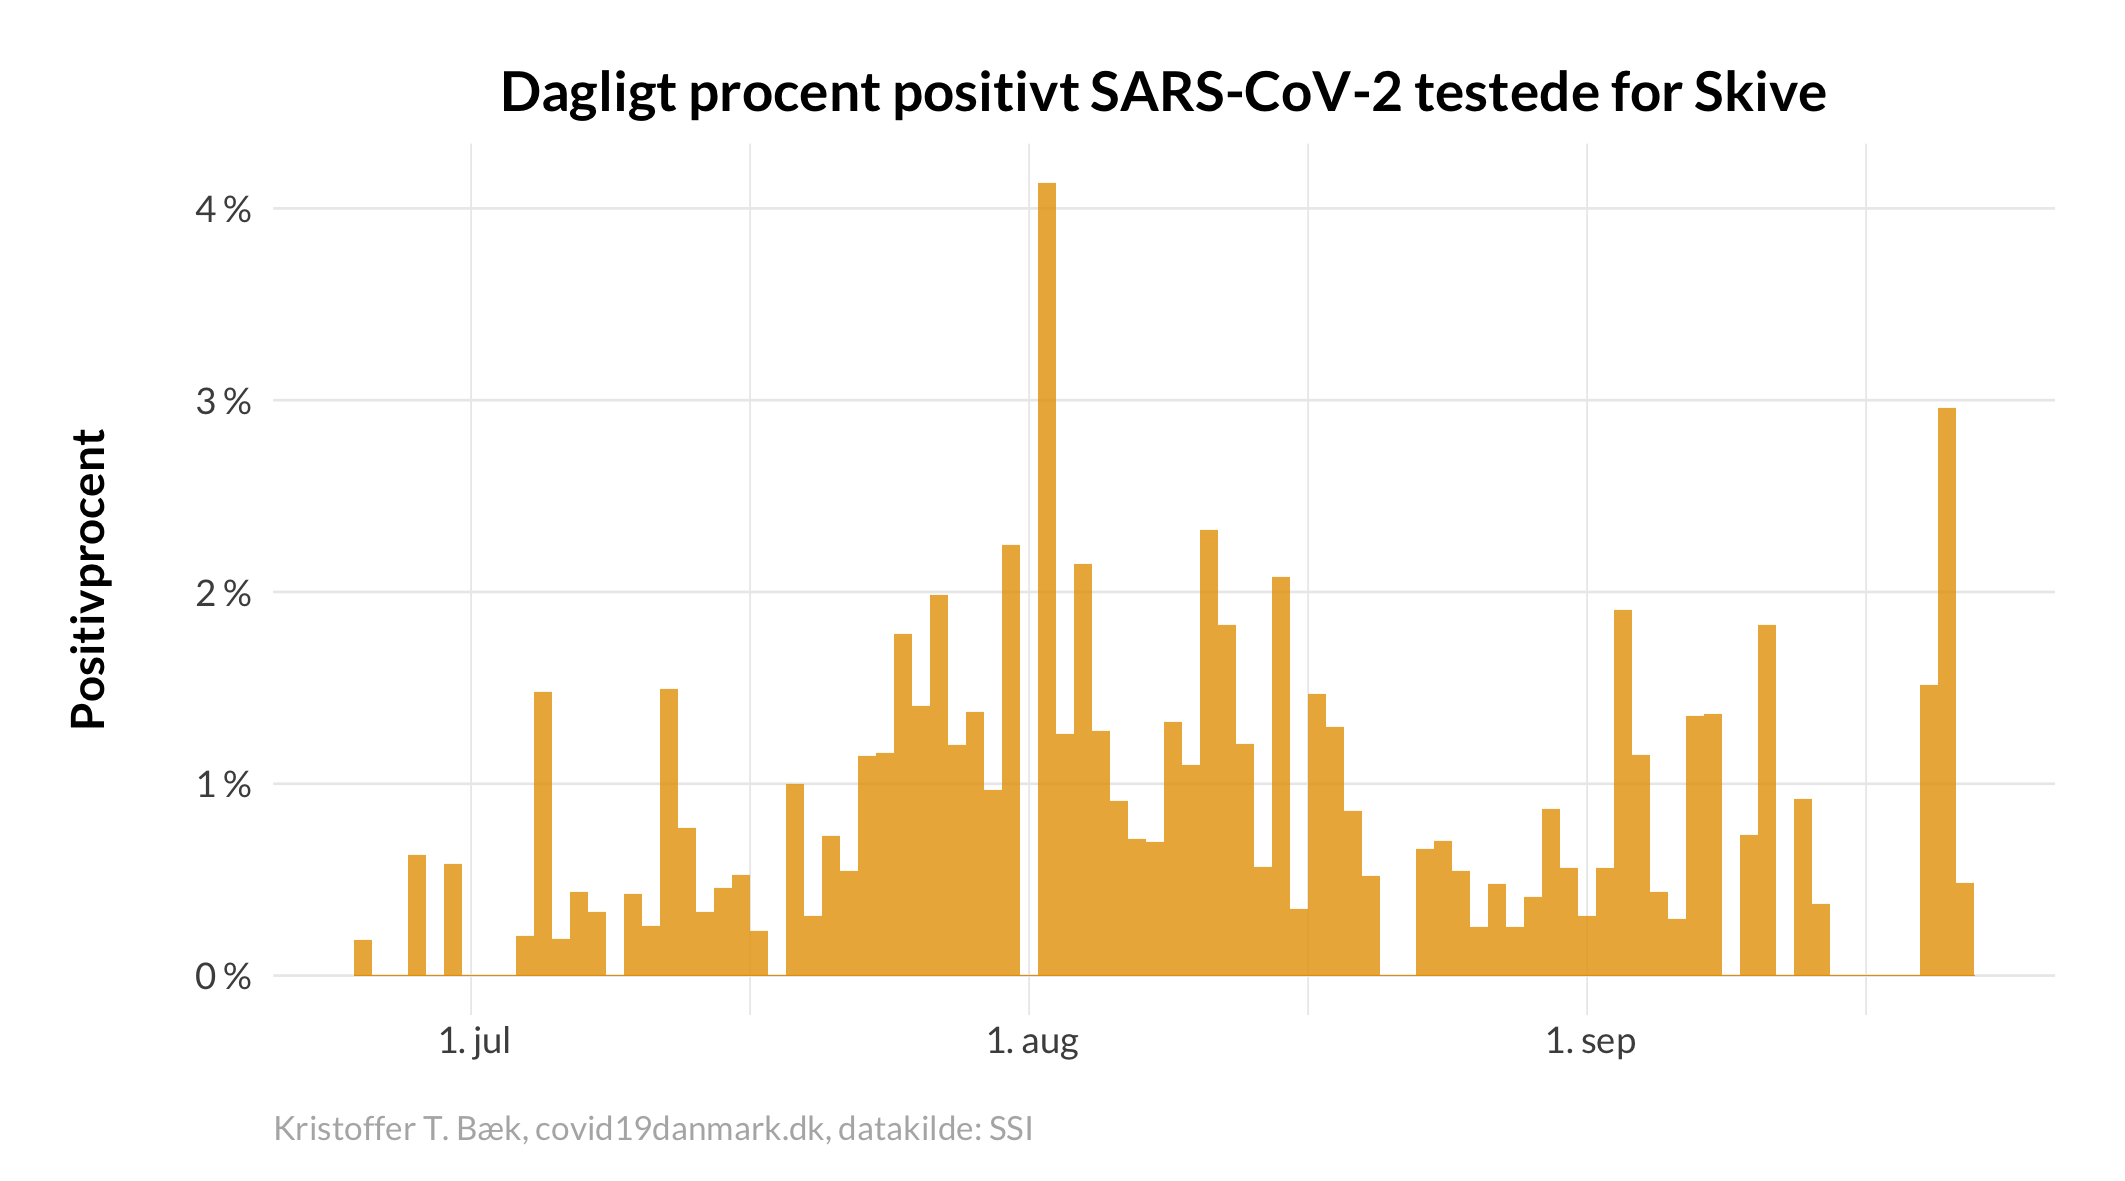 Dagligt procent positivt SARS-CoV-2 testede for Skive
Positivprocent
4 %
3 %
2 %
1 %
0 %
1. jul
1. aug
1. sep
Kristoffer T. Bæk, covid19danmark.dk, datakilde: SSI